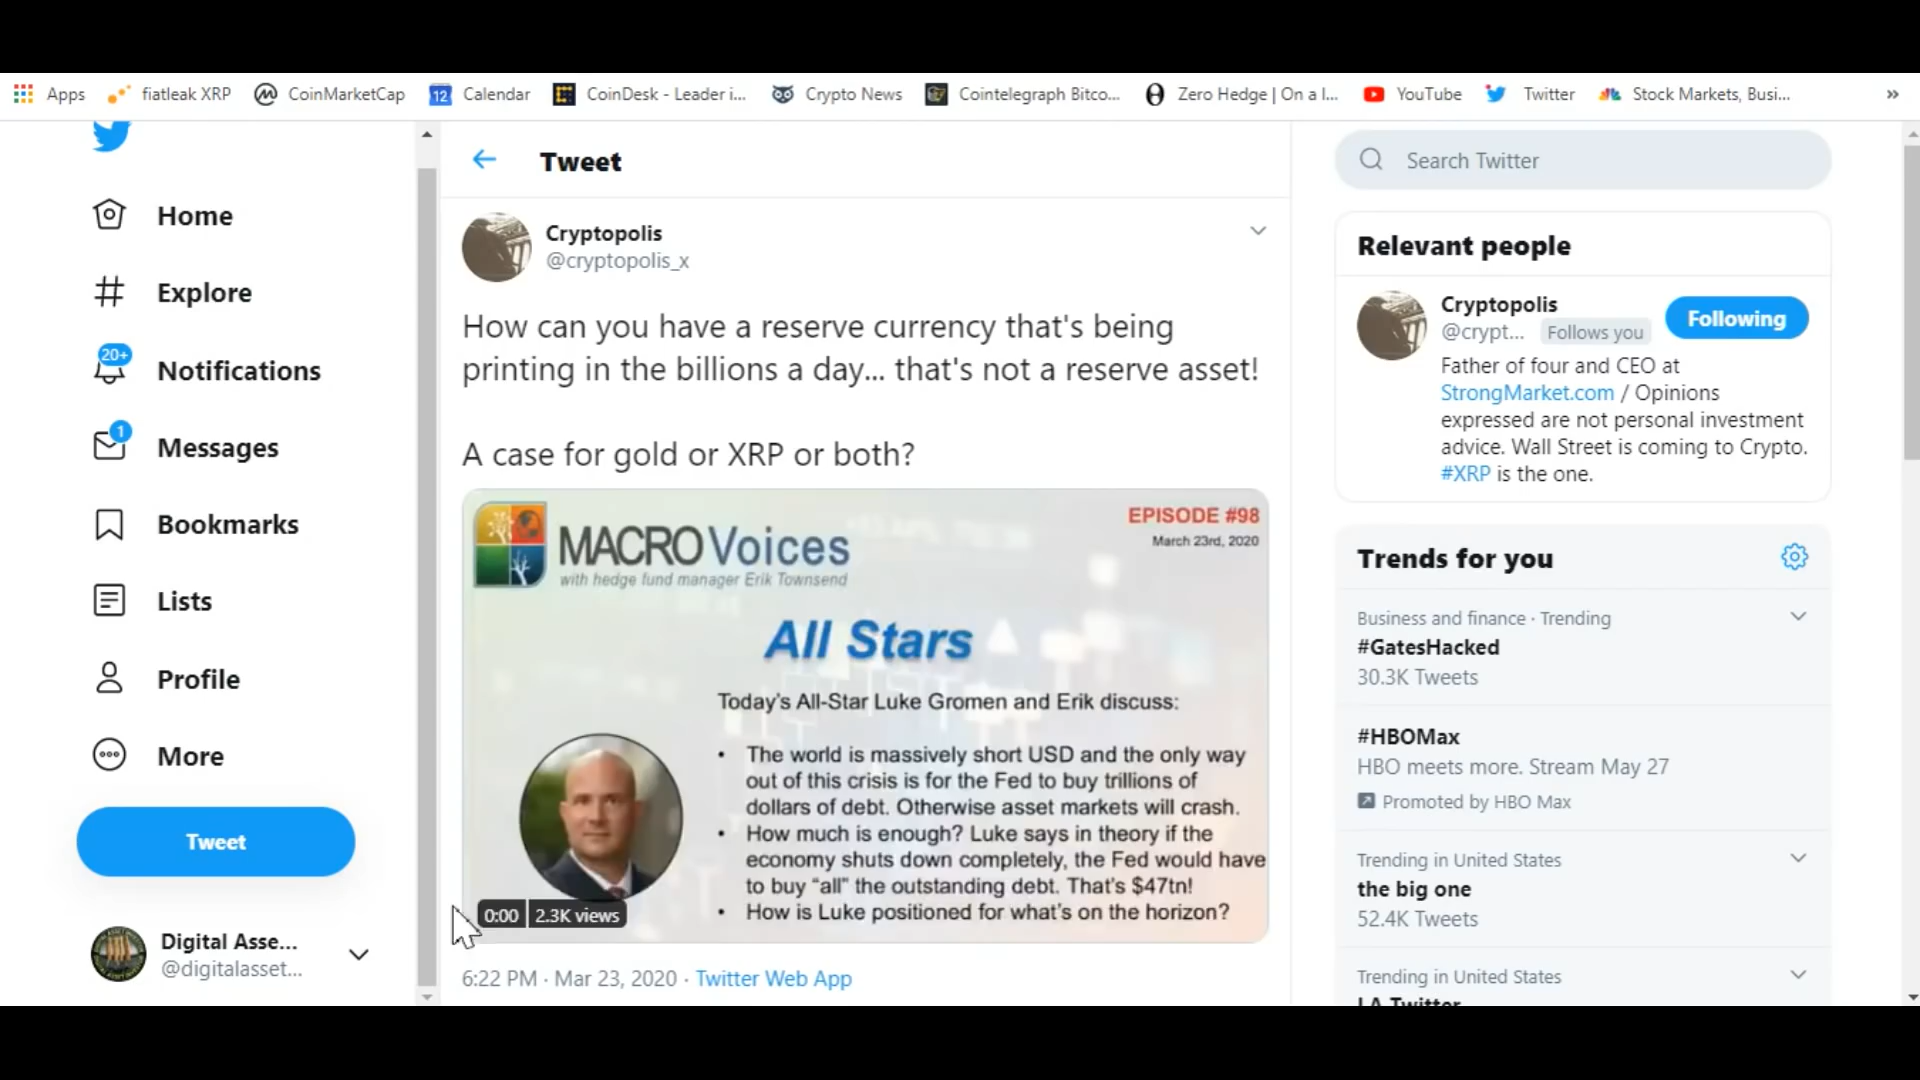 Apps
fiatleak XRP
CoinMarketCap
12
Calendar
CoinDesk - Leader i...
Crypto News
Cointelegraph Bitco...
Zero Hedge | On a l...
YouTube
Twitter
Stock Markets, Busi...
»
Home
Explore
20+
Notifications
1
Messages
Bookmarks
Lists
Profile
More
Tweet
Digital Asse...
@digitalasset...
Tweet
Cryptopolis
@cryptopolis_x
How can you have a reserve currency that's being
printing in the billions a day... that's not a reserve asset!
A case for gold or XRP or both?
MACROVoices
with hedge fund manager Erik Townsend
EPISODE #98
March 23rd, 2020
All Stars
Today's All-Star Luke Gromen and Erik discuss:
• The world is massively short USD and the only way
out of this crisis is for the Fed to buy trillions of
dollars of debt. Otherwise asset markets will crash.
• How much is enough? Luke says in theory if the
economy shuts down completely, the Fed would have
to buy “all” the outstanding debt. That's $47tn!
• How is Luke positioned for what's on the horizon?
0:00
2.3K views
6:22 PM · Mar 23, 2020 · Twitter Web App
Search Twitter
Relevant people
Cryptopolis
@crypt...
Follows you
Following
Father of four and CEO at
StrongMarket.com / Opinions
expressed are not personal investment
advice. Wall Street is coming to Crypto.
#XRP is the one.
Trends for you
Business and finance · Trending
#GatesHacked
30.3K Tweets
#HBOMax
HBO meets more. Stream May 27
Promoted by HBO Max
Trending in United States
the big one
52.4K Tweets
Trending in United States
LA Twitter